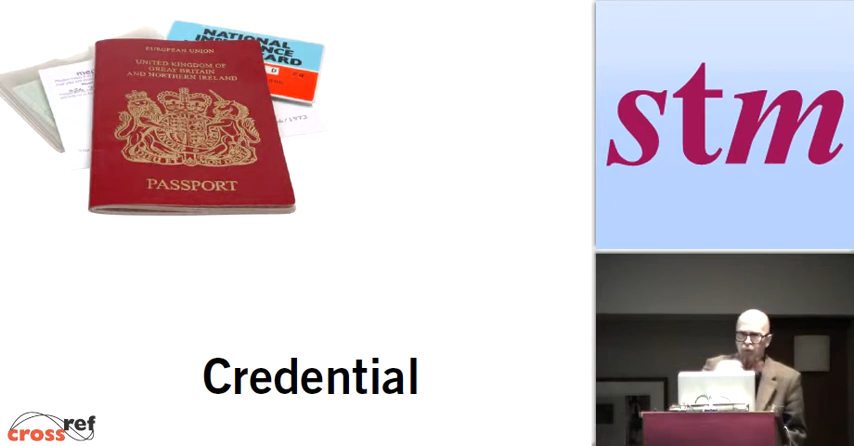 NATIONAL
INSURANCE
CARD
EUROPEAN UNION
UNITED KINGDOM OF
GREAT BRITAIN
AND NORTHERN IRELAND
PASSPORT
stm
Credential
crossref